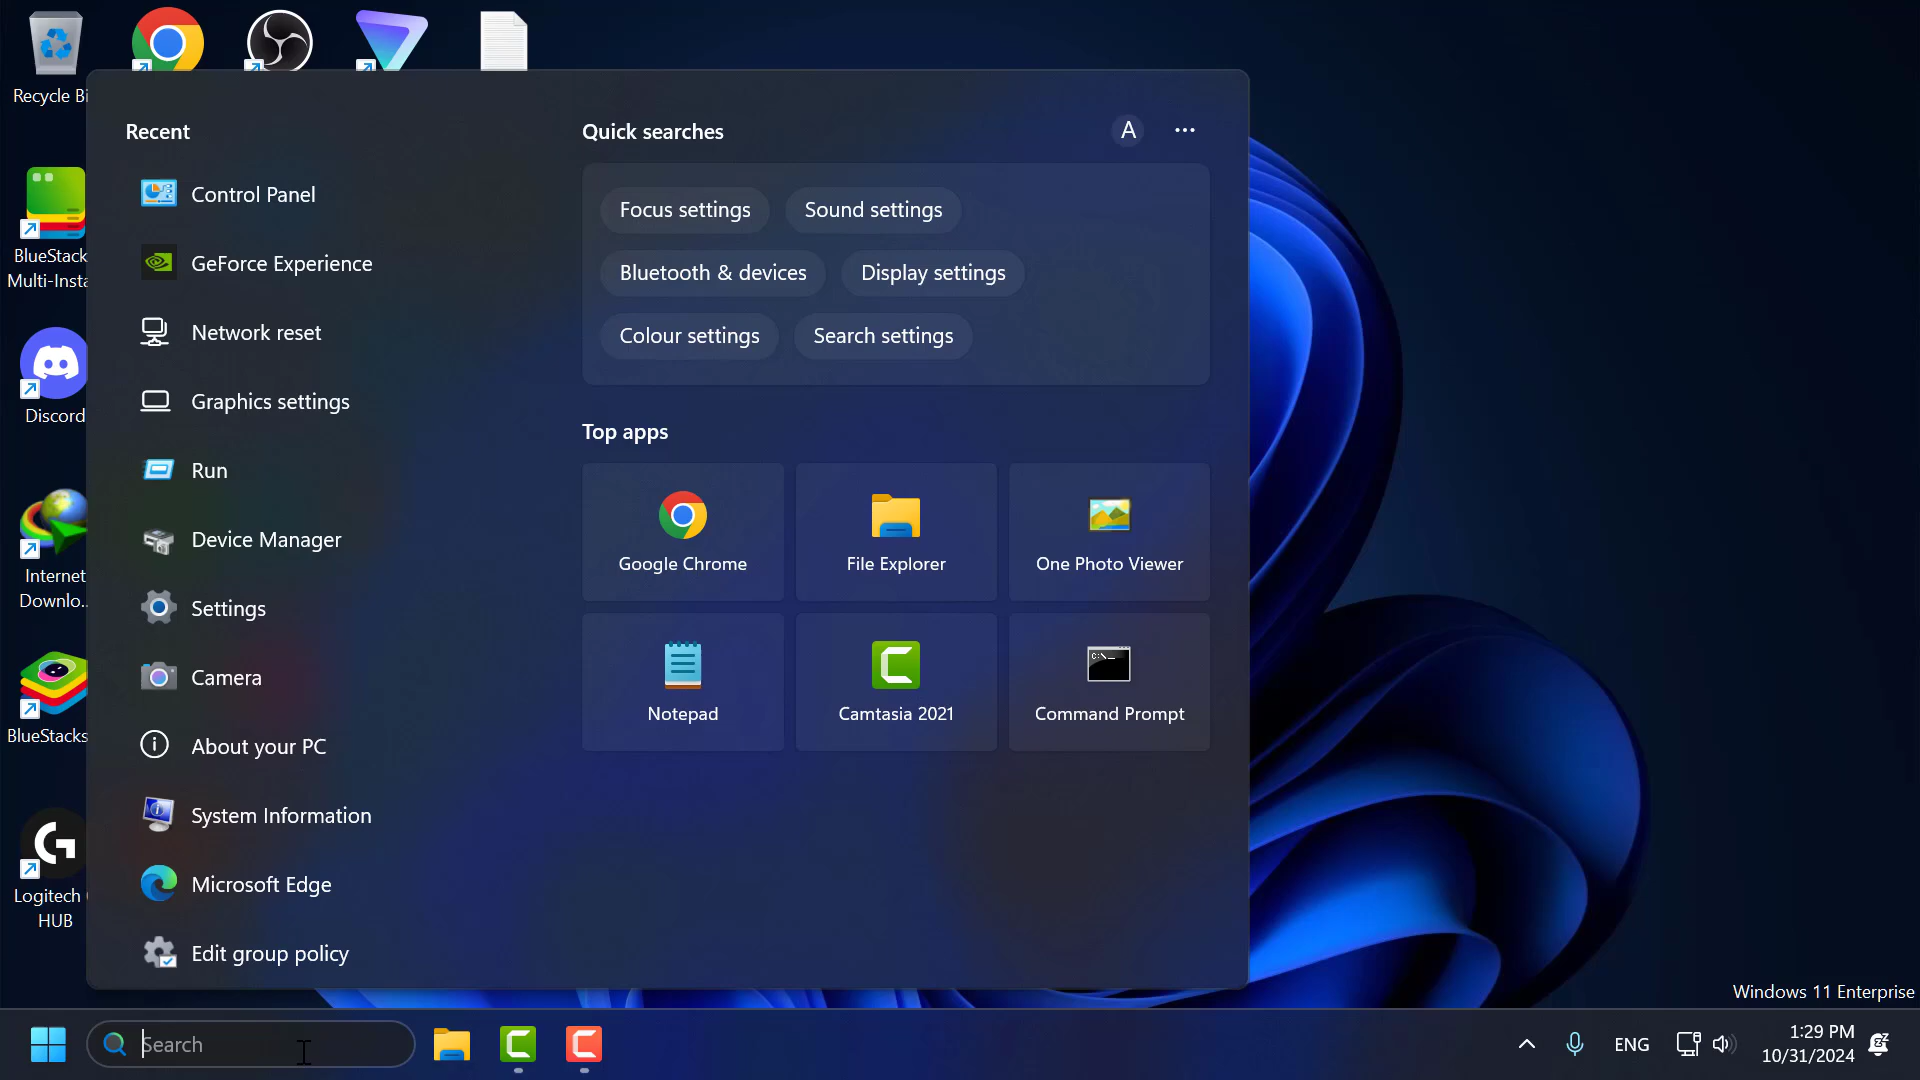 Recycle Bi
Recent
Quick searches
A
Control Panel
Focus settings
Sound settings
BlueStack
Multi-Insta
GeForce Experience
Bluetooth & devices
Display settings
Network reset
Colour settings
Search settings
Discord
Graphics settings
Top apps
Run
Device Manager
Google Chrome
File Explorer
One Photo Viewer
Internet
Downlo...
Settings
Camera
Notepad
Camtasia 2021
C:\._
Command Prompt
BlueStacks
About your PC
System Information
Microsoft Edge
Logitech
HUB
Edit group policy
Windows 11 Enterprise
Search
ENG
1:29 PM
10/31/2024